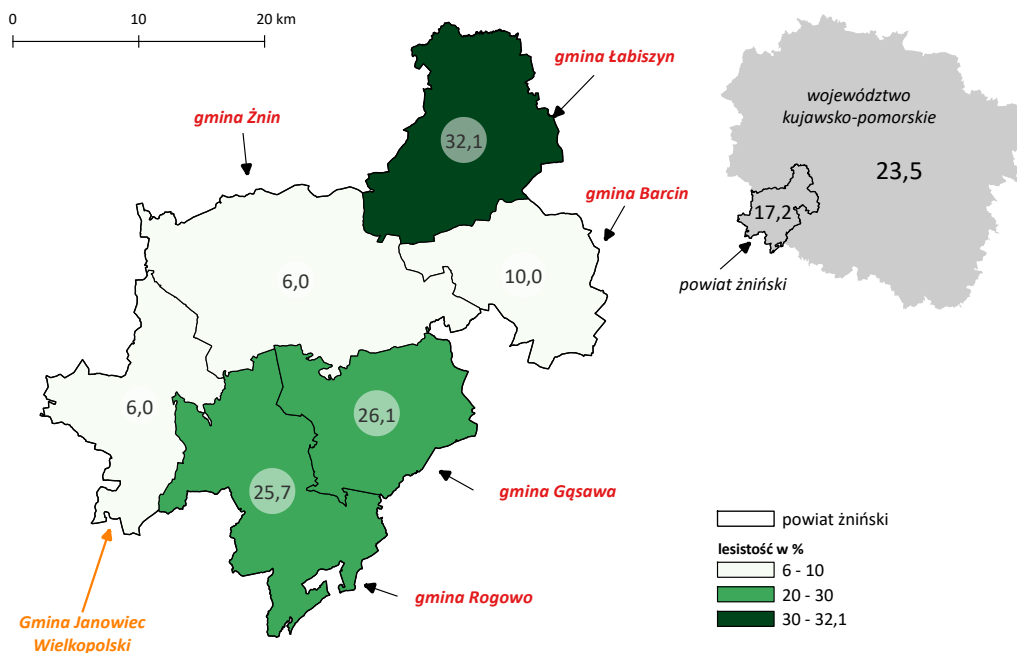 0 10 20 km
gmina Łabiszyn
gmina Żnin
32,1
województwo
kujawsko-pomorskie
23,5
gmina Barcin
17,2
6,0
10,0
powiat żniński
6,0
26,1
25,7
gmina Gąsawa
powiat żniński
lesistość w %
6 - 10
20 - 30
30 - 32,1
gmina Rogowo
Gmina Janowiec
Wielkopolski